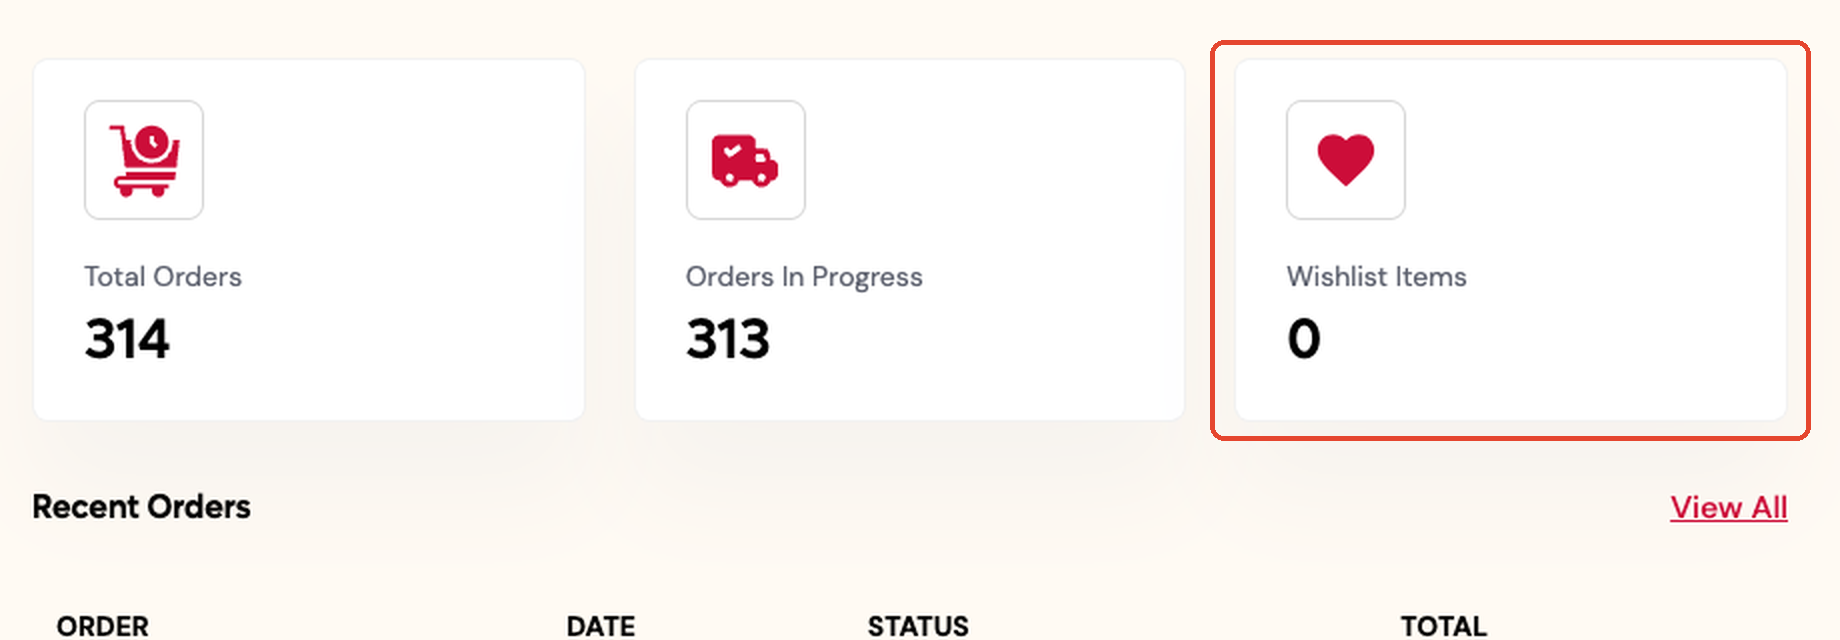 Total Orders
314
Orders In Progress
313
Wishlist Items
0
Recent Orders
View All
ORDER DATE STATUS TOTAL